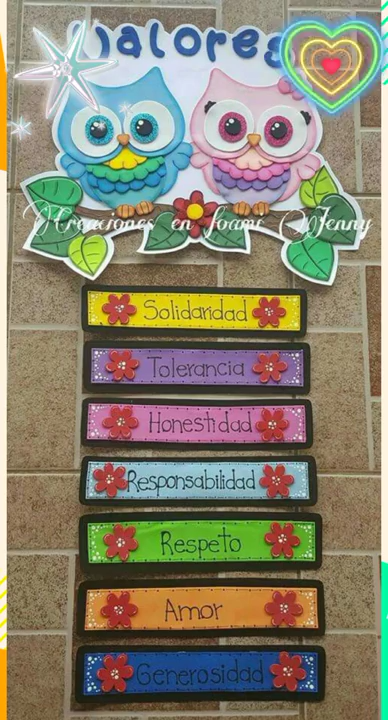 Valores
Creaciones en foami Jenny
Solidaridad
Tolerancia
Honestidad
Responsabilidad
Respeto
Amor
Generosidad